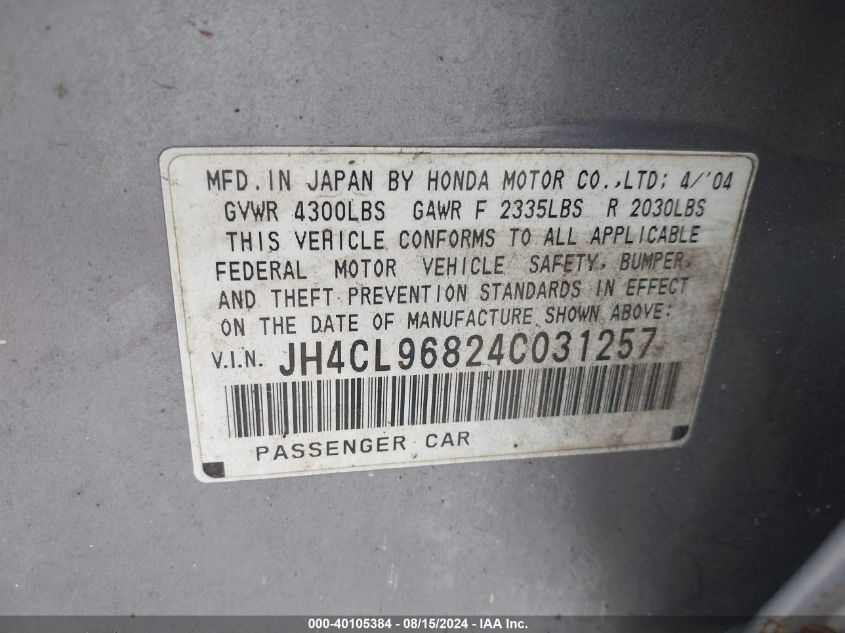 MFD. IN JAPAN BY HONDA MOTOR CO.,LTD; 4/'04
GVWR 4300LBS GAWR F 2335LBS R 2030LBS
THIS VEHICLE CONFORMS TO ALL APPLICABLE
FEDERAL MOTOR VEHICLE SAFETY, BUMPER,
AND THEFT PREVENTION STANDARDS IN EFFECT
ON THE DATE OF MANUFACTURE SHOWN ABOVE:
V.I.N. JH4CL96824C031257
PASSENGER CAR
000-40105384 - 08/15/2024 - IAA Inc.